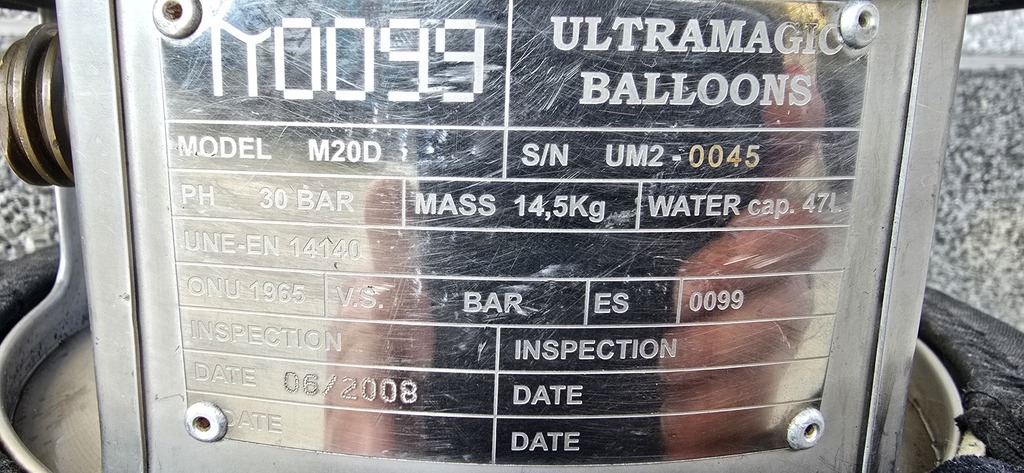 π0099
ULTRAMAGIC
BALLOONS
MODEL M20D
S/N UM2 - 0045
PH 30 BAR
MASS 14,5Kg
WATER cap. 47L
UNE-EN 14140
ONU 1965
V.S. BAR
ES
0099
INSPECTION
INSPECTION
DATE 06/2008
DATE
DATE
DATE